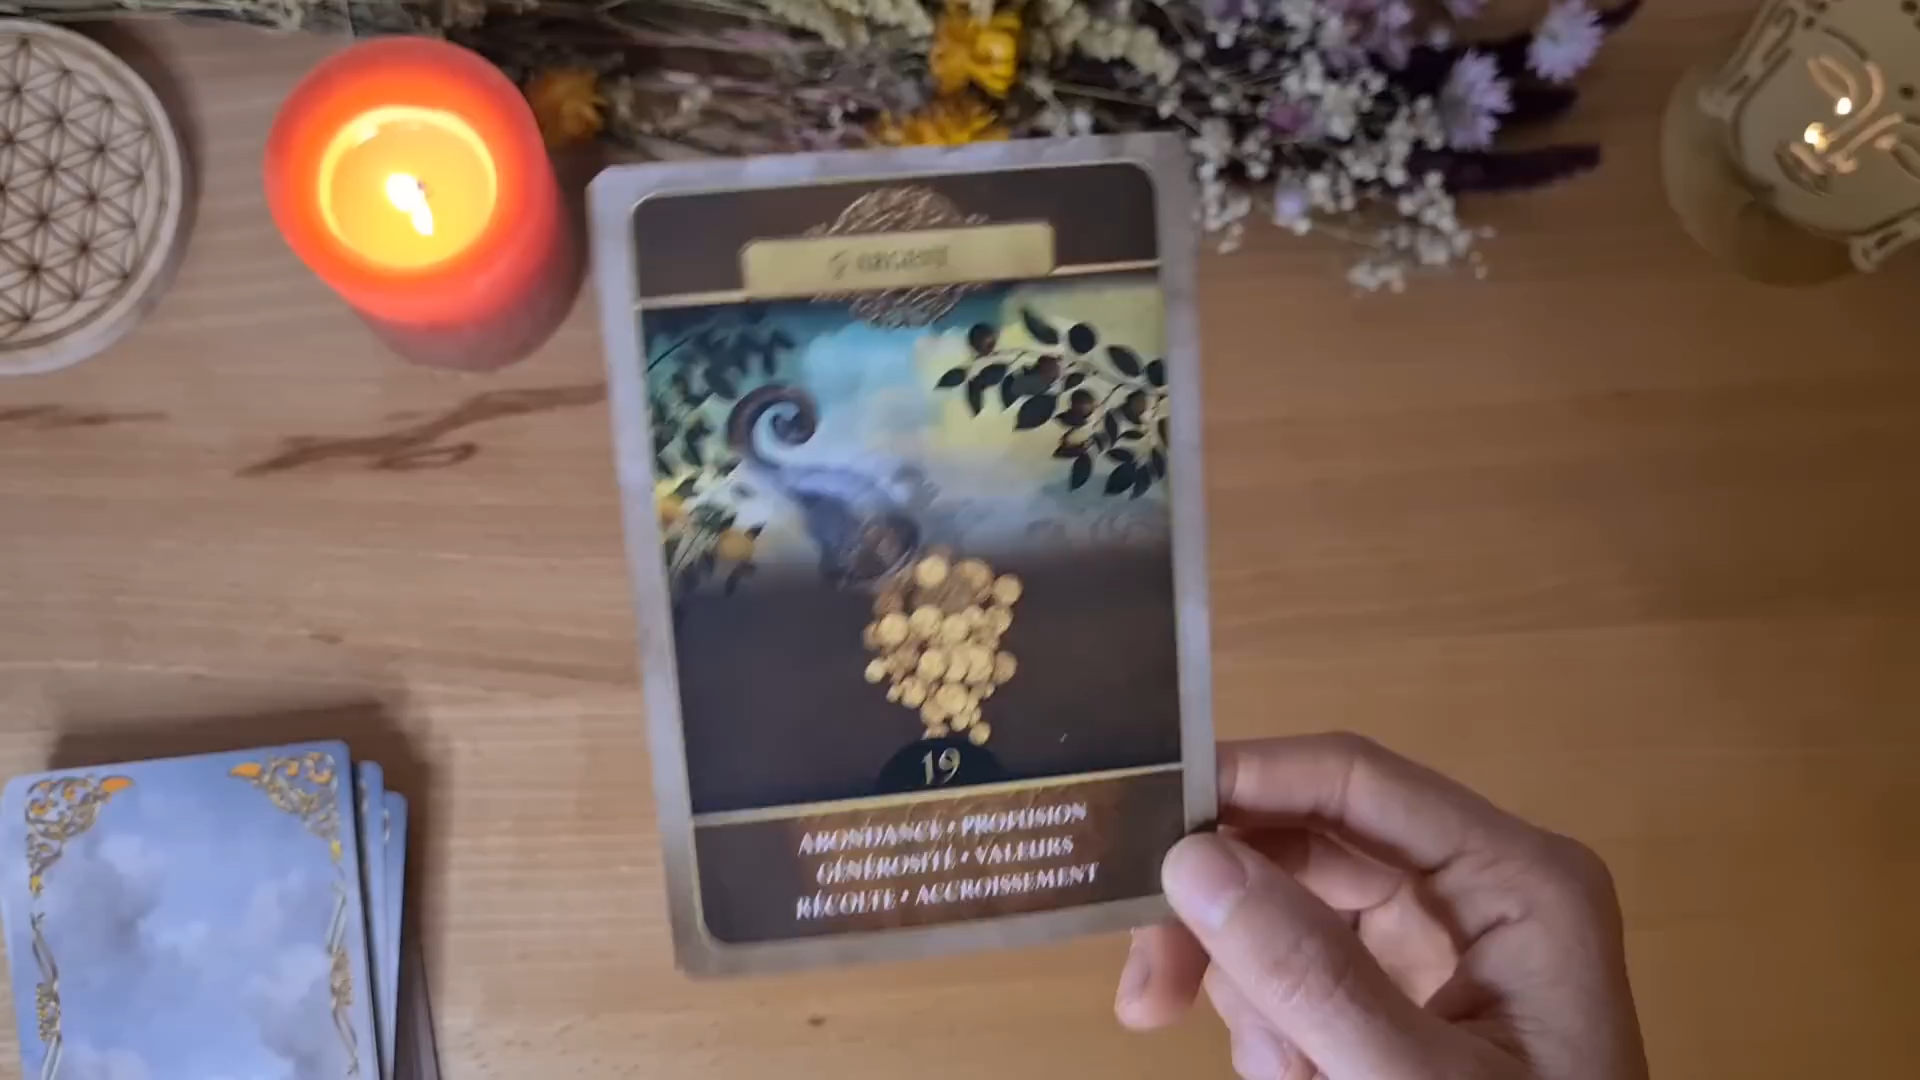 19
ABONDANCE • PROFUSION
GÉNÉROSITÉ • VALEURS
RÉCOLTE • ACCROISSEMENT